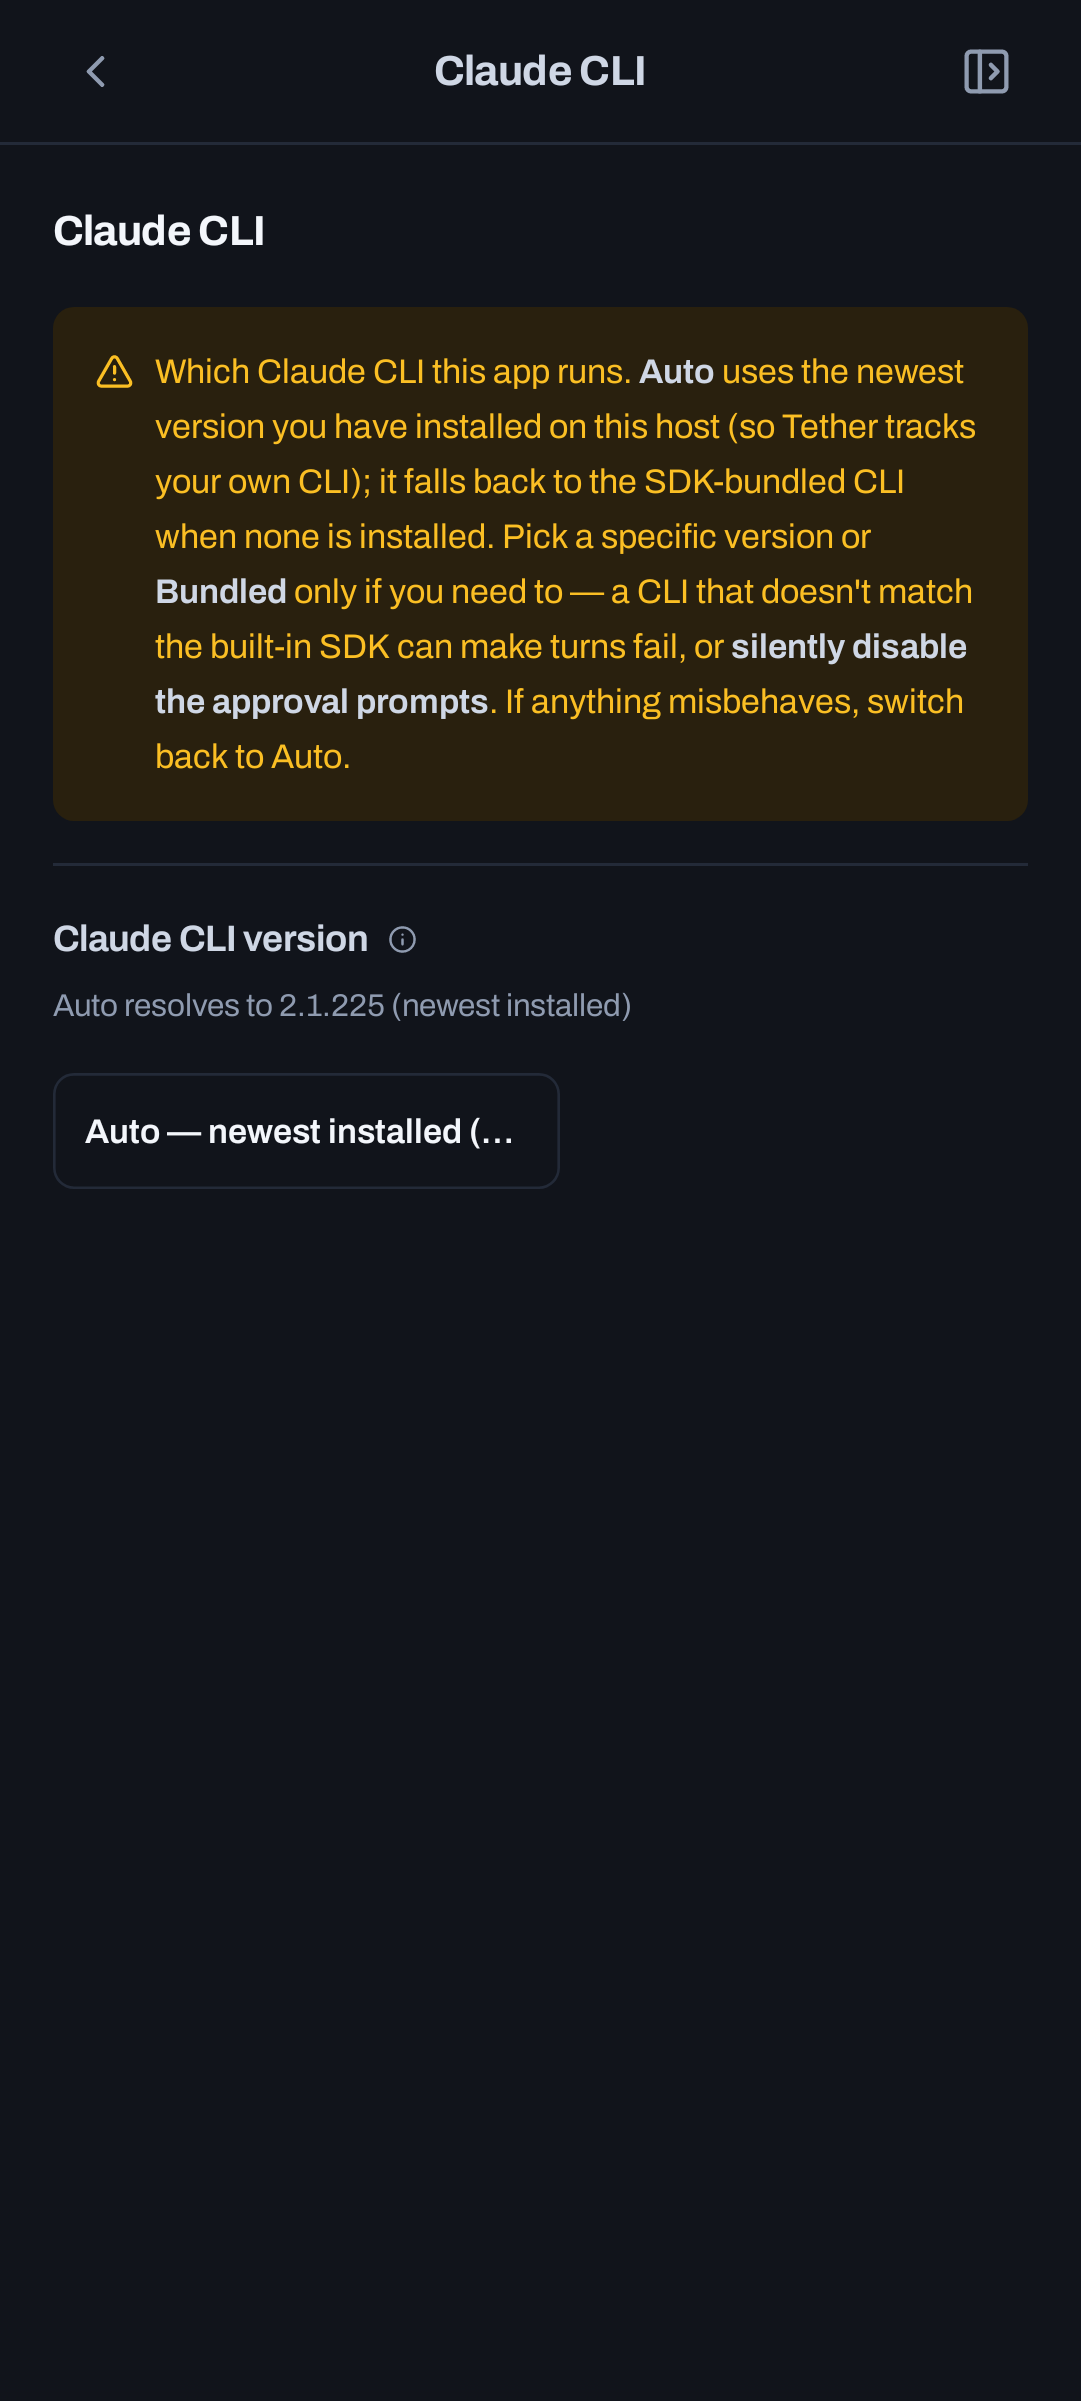 Claude CLI
Claude CLI
Which Claude CLI this app runs. Auto uses the newest
version you have installed on this host (so Tether tracks
your own CLI); it falls back to the SDK-bundled CLI
when none is installed. Pick a specific version or
Bundled only if you need to — a CLI that doesn't match
the built-in SDK can make turns fail, or silently disable
the approval prompts. If anything misbehaves, switch
back to Auto.
Claude CLI version
Auto resolves to 2.1.225 (newest installed)
Auto — newest installed (...